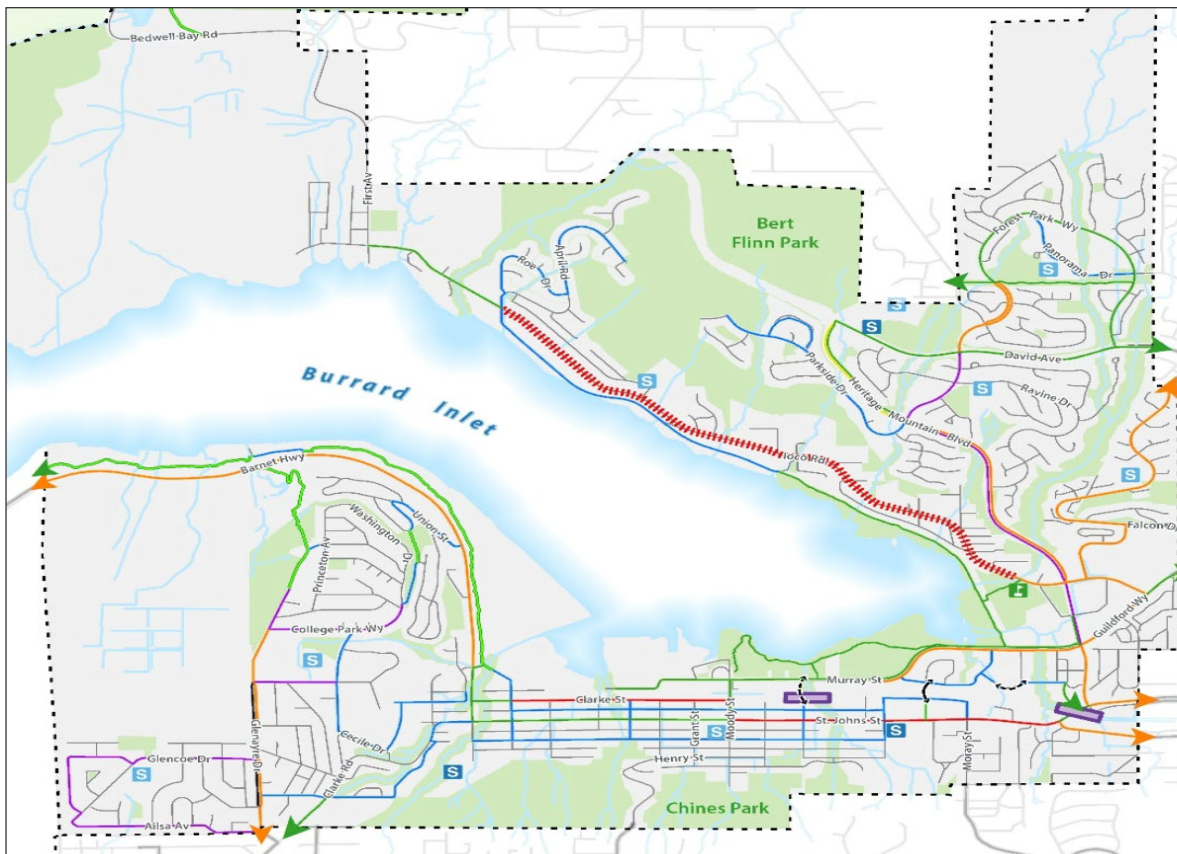 Bedwell Bay Rd
First Av
Bert
Flinn Park
Forest Park Wy
Panorama Dr
S
S
Roe Dr
April Rd
S
David Ave
S
Parkside Dr
Ravine Dr
S
Heritage Mountain Blvd
Burrard Inlet
Ioco Rd
S
Barnet Hwy
Washington Dr
Union St
Falcon D
Princeton Av
Guildford Wy
College Park Wy
S
Murray St
Clarke St
St. Johns St
Glenayre Dr
Cecile Dr
Grant St
Moody St
S
S
Moray St
Glencoe Dr
S
Clarke Rd
S
Henry St
Chines Park
Ailsa Av